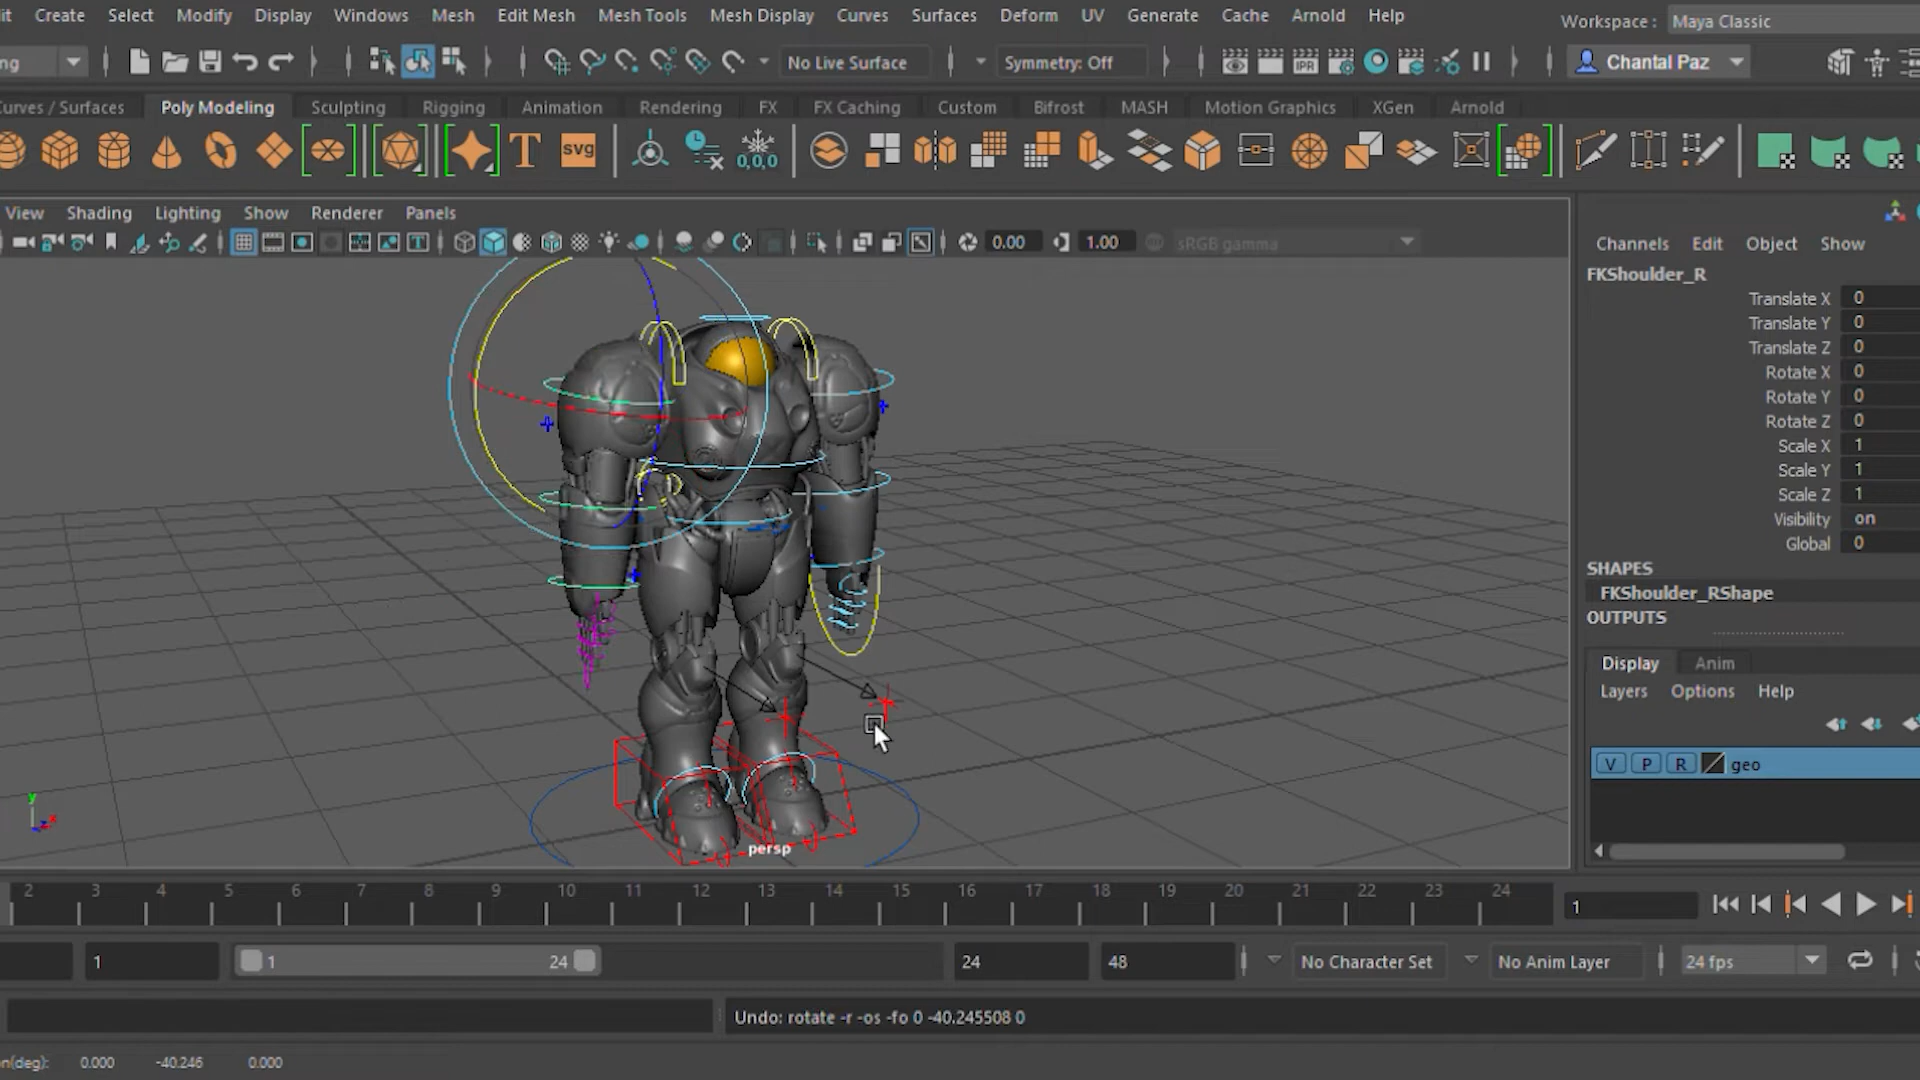 Create Select Modify Display Windows Mesh Edit Mesh Mesh Tools Mesh Display Curves Surfaces Deform UV Generate Cache Arnold Help
Workspace : Maya Classic
ng No Live Surface Symmetry: Off IPR Chantal Paz
Curves / Surfaces Poly Modeling Sculpting Rigging Animation Rendering FX FX Caching Custom Bifrost MASH Motion Graphics XGen Arnold
T svg 0,0,0
View Shading Lighting Show Renderer Panels
0.00 1.00 sRGB gamma
Channels Edit Object Show
FKShoulder_R
Translate X 0
Translate Y 0
Translate Z 0
Rotate X 0
Rotate Y 0
Rotate Z 0
Scale X 1
Scale Y 1
Scale Z 1
Visibility on
Global 0
SHAPES
FKShoulder_RShape
OUTPUTS
Display Anim
Layers Options Help
V P R geo
y
x
persp
2 3 4 5 6 7 8 9 10 11 12 13 14 15 16 17 18 19 20 21 22 23 24
1
1 1 24 24 48 No Character Set No Anim Layer 24 fps
Undo: rotate -r -os -fo 0 -40.245508 0
n(deg): 0.000 -40.246 0.000